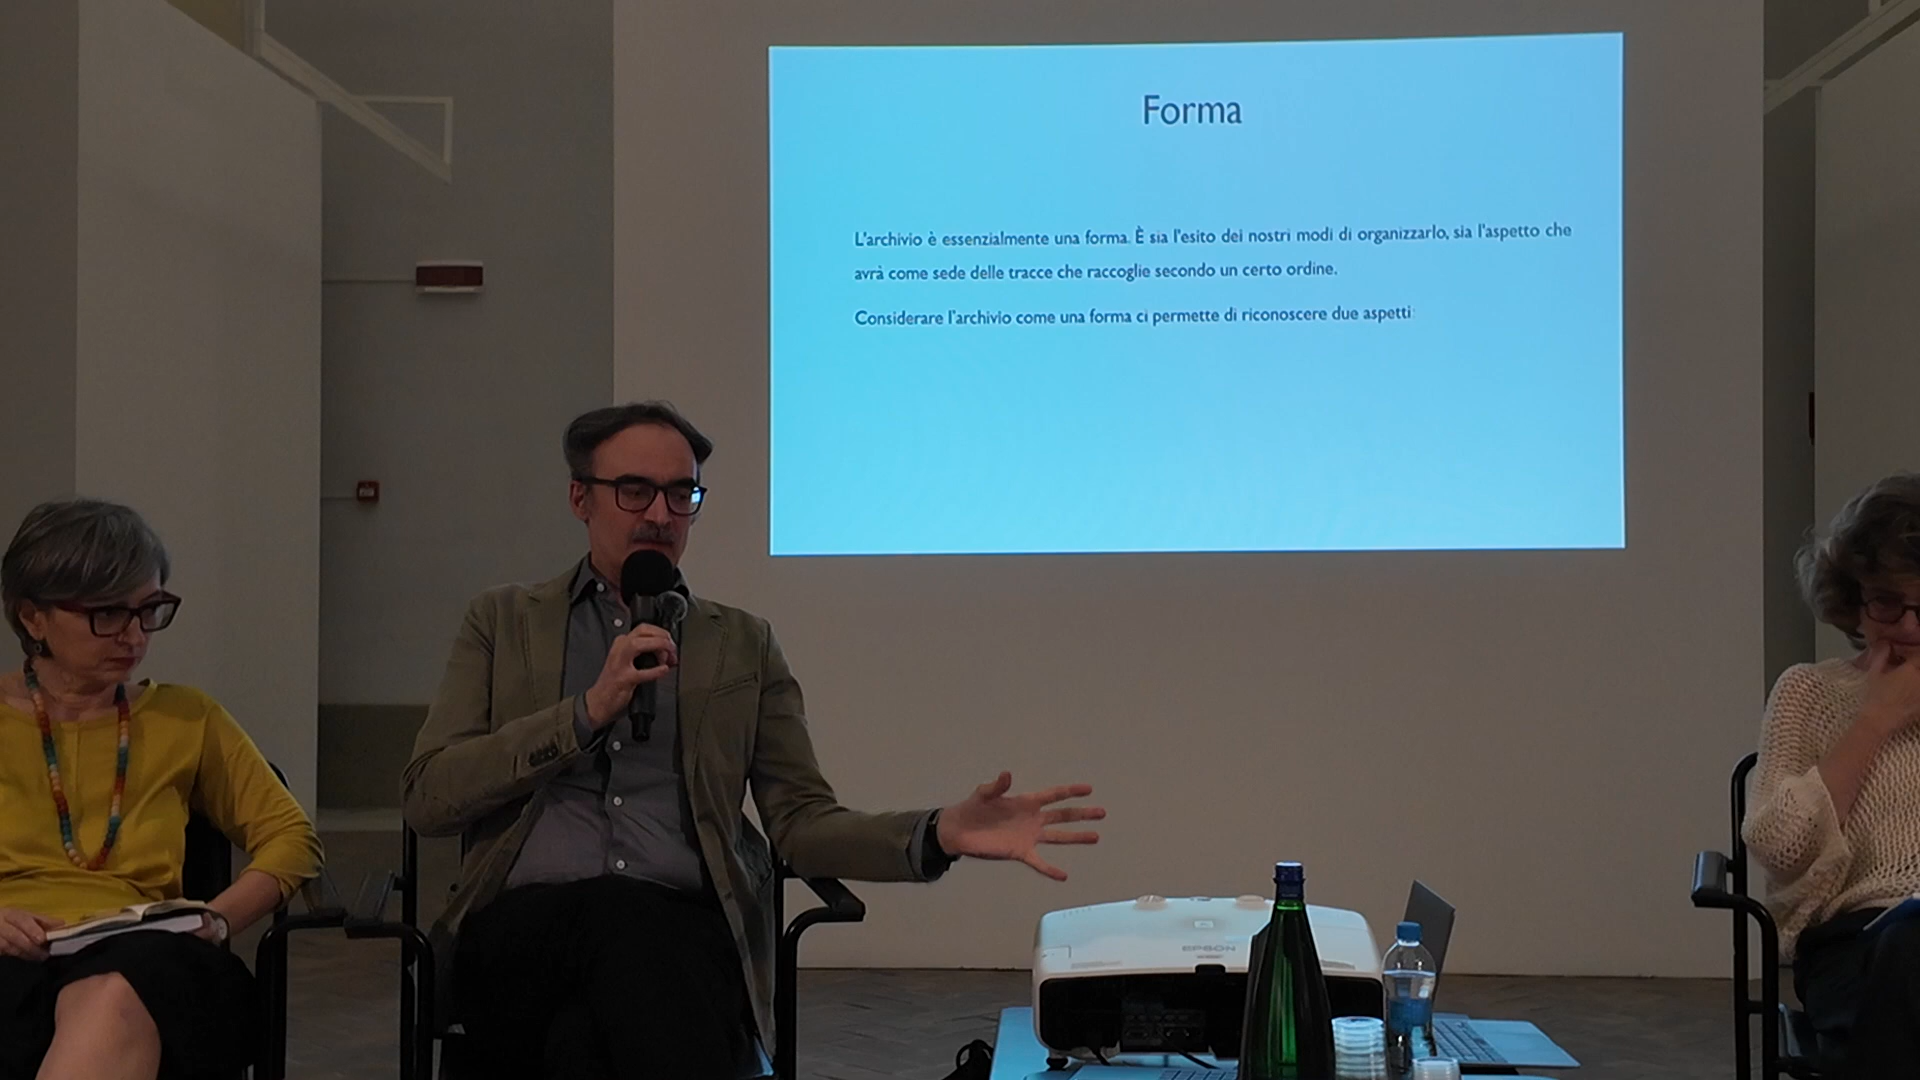 Forma
L'archivio è essenzialmente una forma. È sia l'esito dei nostri modi di organizzarlo, sia l'aspetto che
avrà come sede delle tracce che raccoglie secondo un certo ordine.
Considerare l'archivio come una forma ci permette di riconoscere due aspetti:
EPSON